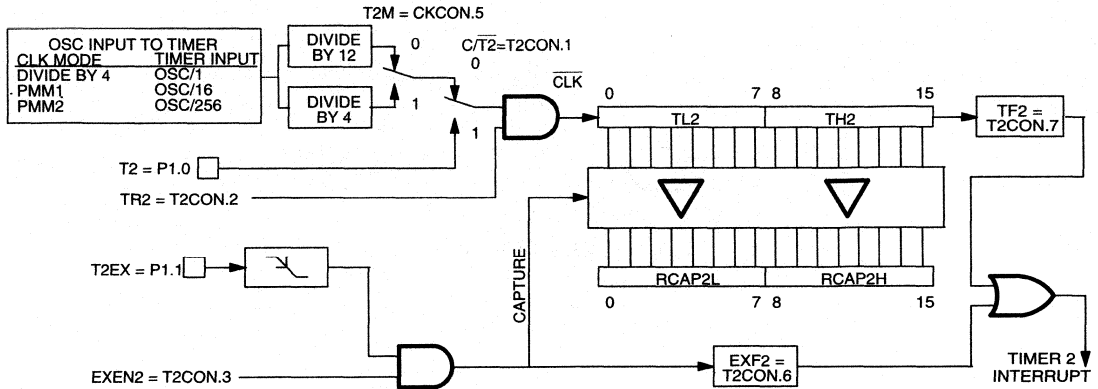 T2M = CKCON.5
OSC INPUT TO TIMER
CLK MODE TIMER INPUT
DIVIDE BY 4 OSC/1
PMM1 OSC/16
PMM2 OSC/256
DIVIDE
BY 12
DIVIDE
BY 4
0
1
C/T2=T2CON.1
0
1
CLK
0 7 8 15
TL2 TH2
TF2 =
T2CON.7
T2 = P1.0
TR2 = T2CON.2
T2EX = P1.1
CAPTURE
RCAP2L RCAP2H
0 7 8 15
EXEN2 = T2CON.3
EXF2 =
T2CON.6
TIMER 2
INTERRUPT